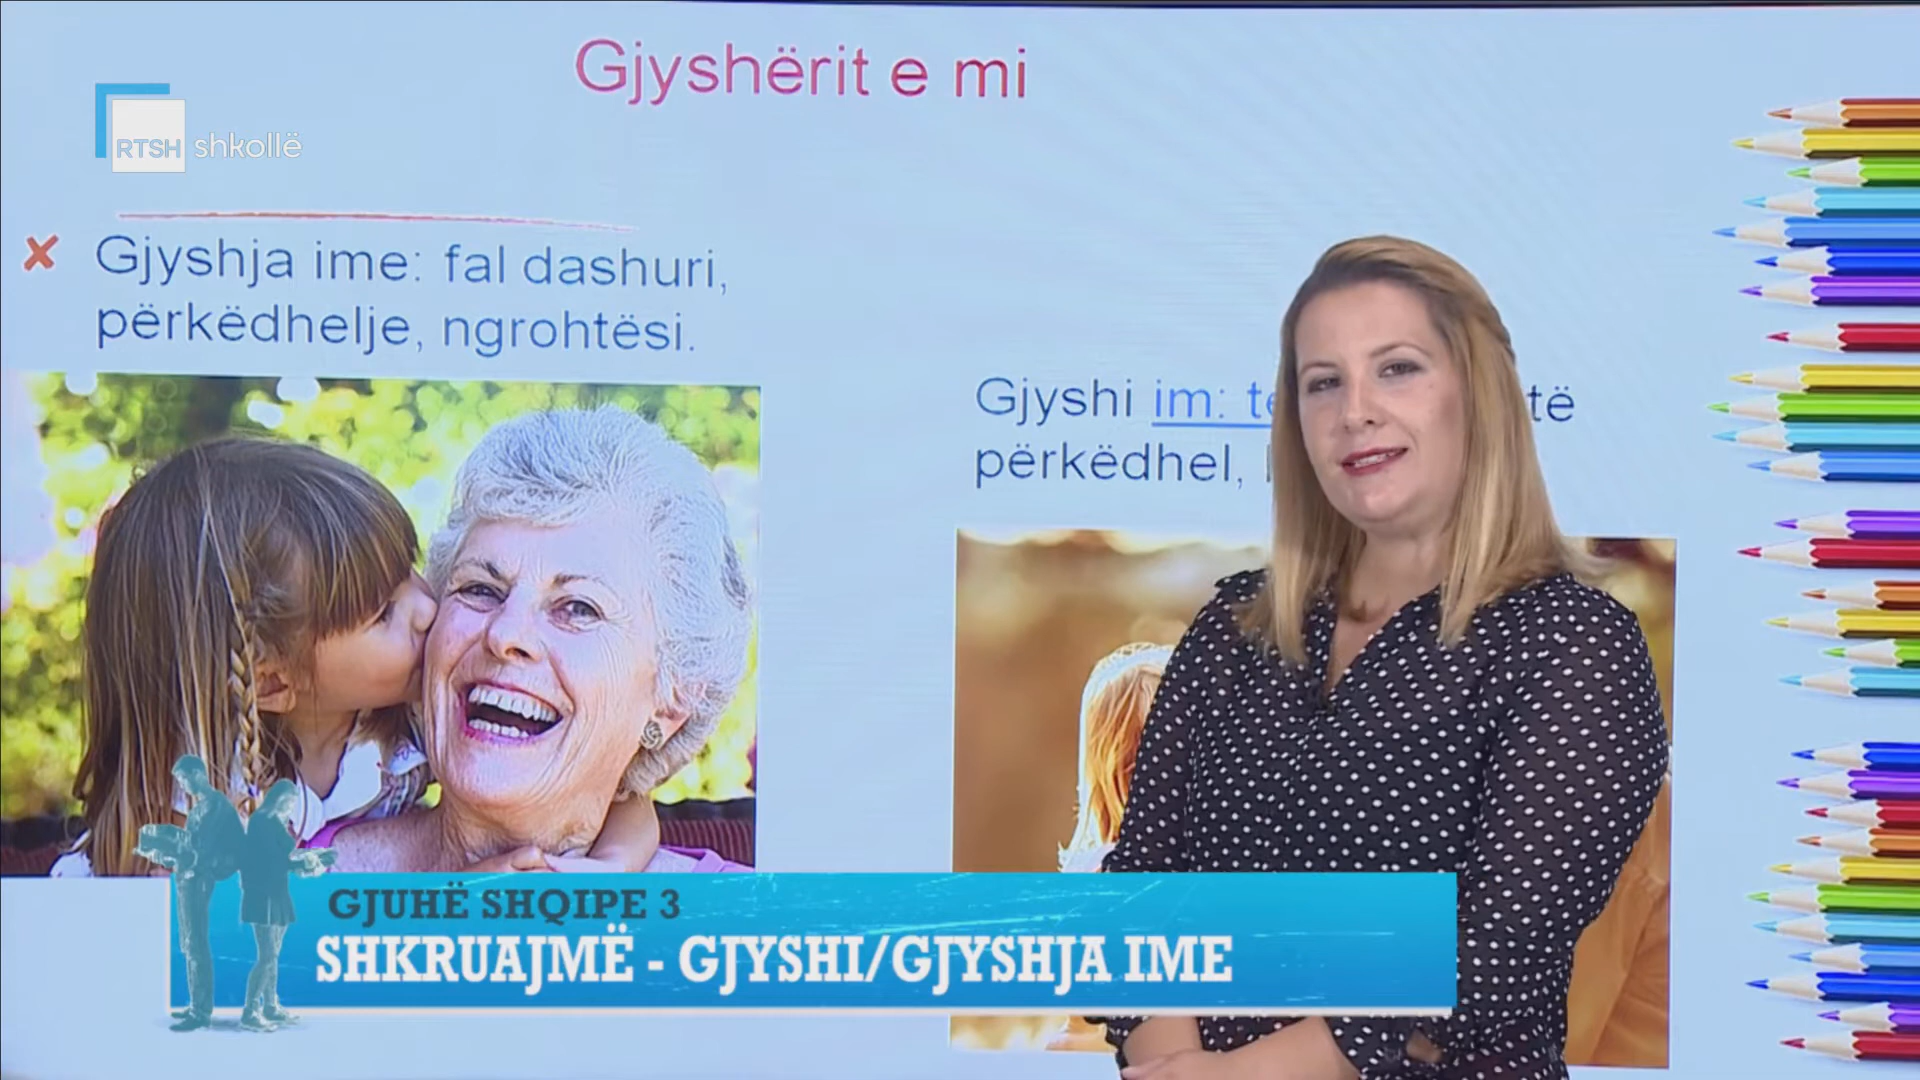 Gjyshërit e mi
RTSH shkollë
Gjyshja ime: fal dashuri,
përkëdhelje, ngrohtësi.
Gjyshi im: të
përkëdhel,
GJUHË SHQIPE 3
SHKRUAJMË - GJYSHI/GJYSHJA IME